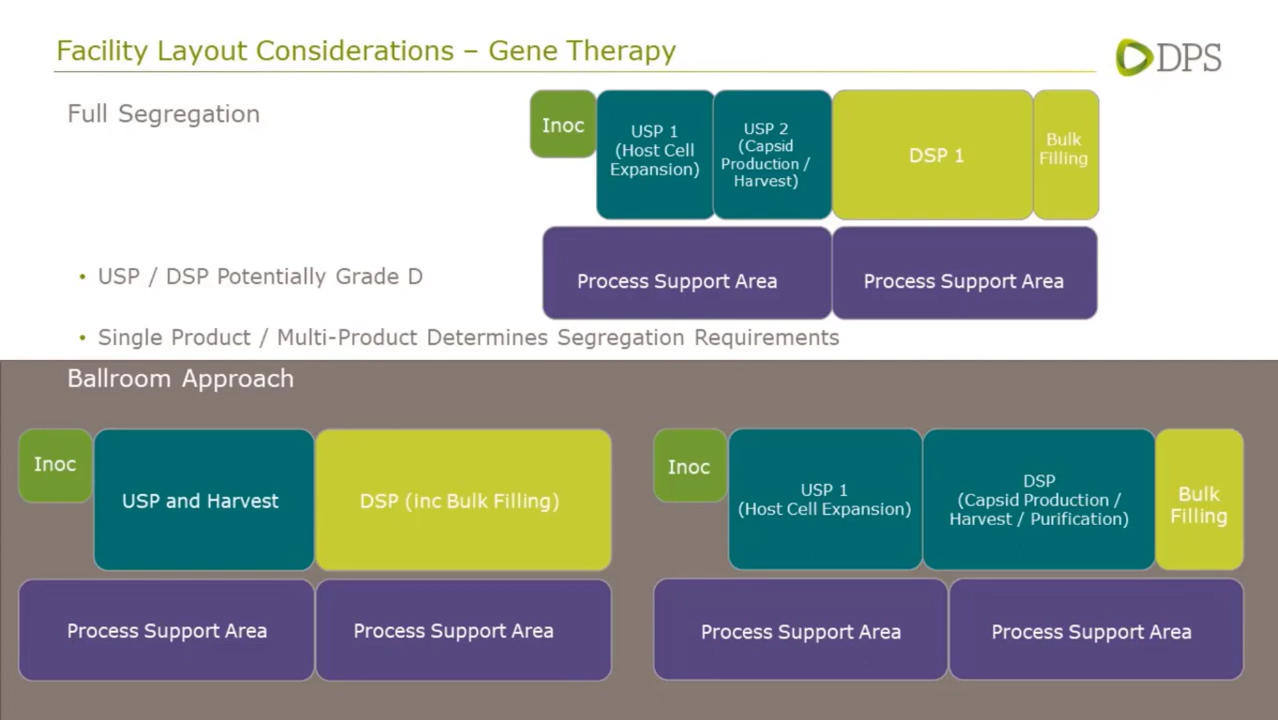 Facility Layout Considerations – Gene Therapy
DPS
Full Segregation
Inoc
USP 1
(Host Cell
Expansion)
USP 2
(Capsid
Production /
Harvest)
DSP 1
Bulk
Filling
Process Support Area
Process Support Area
• USP / DSP Potentially Grade D
• Single Product / Multi-Product Determines Segregation Requirements
Ballroom Approach
Inoc
USP and Harvest
DSP (inc Bulk Filling)
Process Support Area
Process Support Area
Inoc
USP 1
(Host Cell Expansion)
DSP
(Capsid Production /
Harvest / Purification)
Bulk
Filling
Process Support Area
Process Support Area